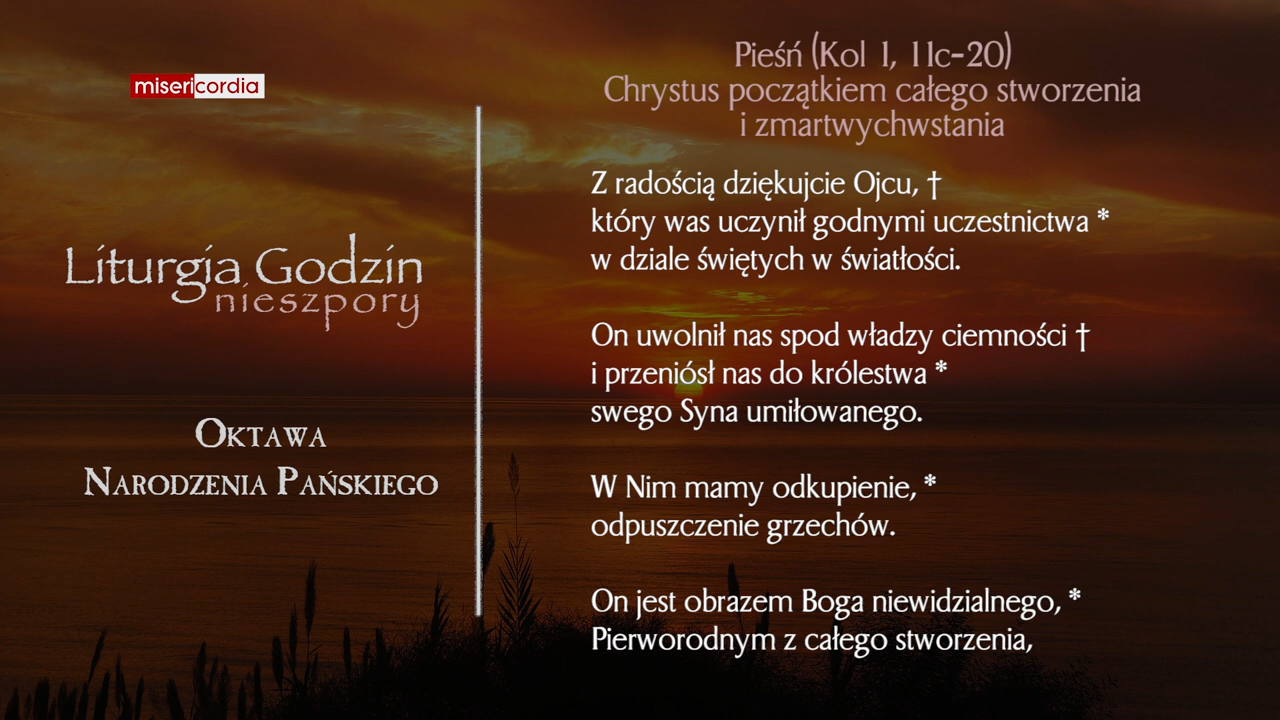 misericordia
Liturgia Godzin
nieszpory
Oktawa
Narodzenia Pańskiego
Pieśń (Kol 1, 11c-20)
Chrystus początkiem całego stworzenia
i zmartwychwstania
Z radością dziękujcie Ojcu, †
który was uczynił godnymi uczestnictwa *
w dziale świętych w światłości.
On uwolnił nas spod władzy ciemności †
i przeniósł nas do królestwa *
swego Syna umiłowanego.
W Nim mamy odkupienie, *
odpuszczenie grzechów.
On jest obrazem Boga niewidzialnego, *
Pierworodnym z całego stworzenia,